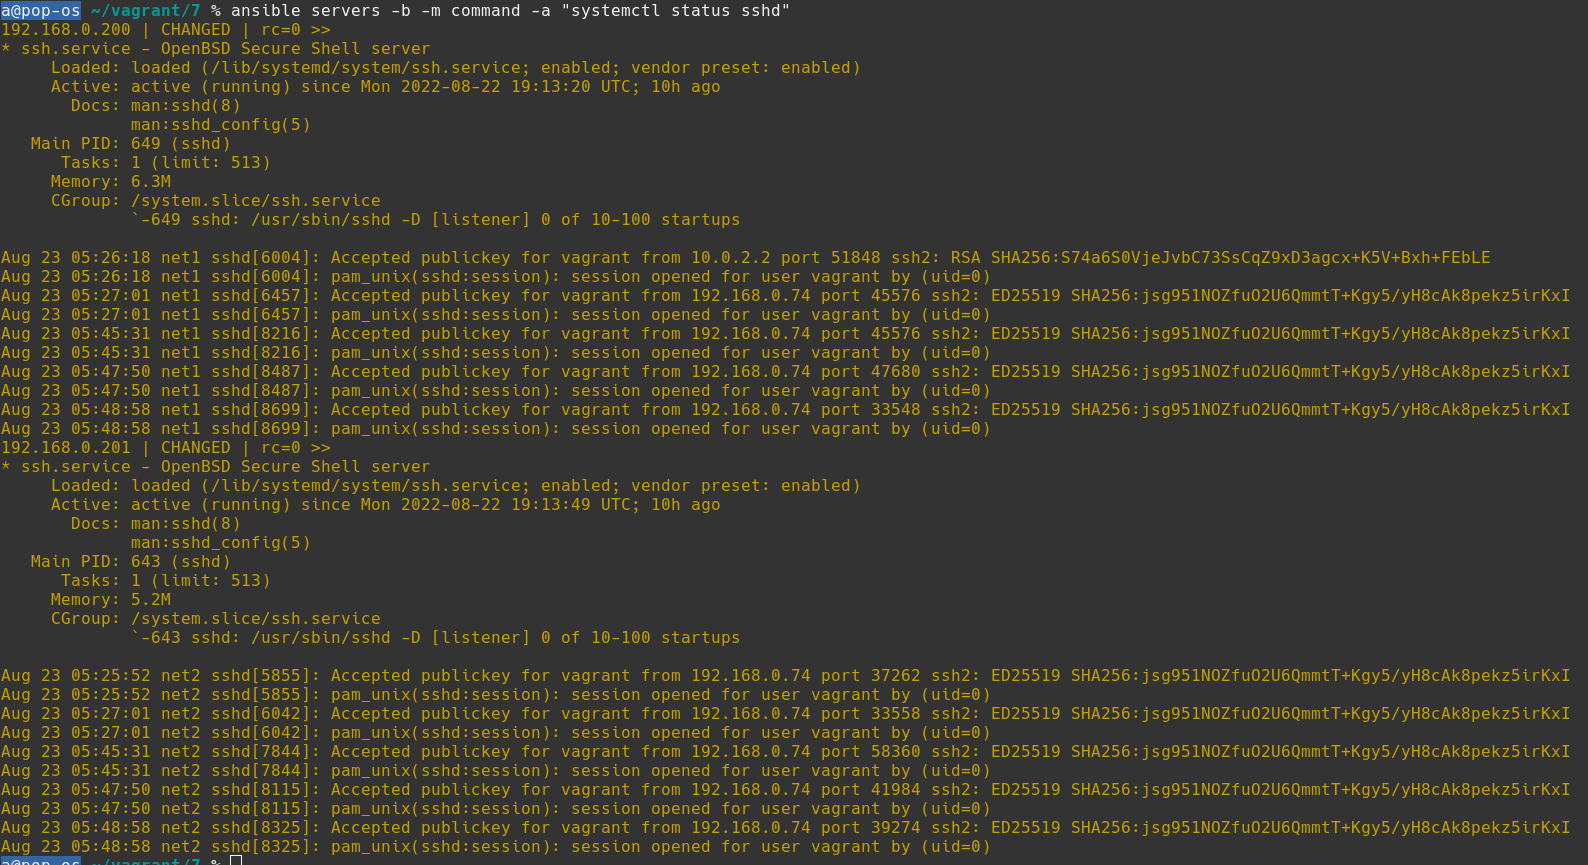 a@pop-os ~/vagrant/7 % ansible servers -b -m command -a "systemctl status sshd"
192.168.0.200 | CHANGED | rc=0 >>
* ssh.service - OpenBSD Secure Shell server
     Loaded: loaded (/lib/systemd/system/ssh.service; enabled; vendor preset: enabled)
     Active: active (running) since Mon 2022-08-22 19:13:20 UTC; 10h ago
       Docs: man:sshd(8)
             man:sshd_config(5)
   Main PID: 649 (sshd)
      Tasks: 1 (limit: 513)
     Memory: 6.3M
     CGroup: /system.slice/ssh.service
             `-649 sshd: /usr/sbin/sshd -D [listener] 0 of 10-100 startups

Aug 23 05:26:18 net1 sshd[6004]: Accepted publickey for vagrant from 10.0.2.2 port 51848 ssh2: RSA SHA256:S74a6S0VjeJvbC73SsCqZ9xD3agcx+K5V+Bxh+FEbLE
Aug 23 05:26:18 net1 sshd[6004]: pam_unix(sshd:session): session opened for user vagrant by (uid=0)
Aug 23 05:27:01 net1 sshd[6457]: Accepted publickey for vagrant from 192.168.0.74 port 45576 ssh2: ED25519 SHA256:jsg951NOZfuO2U6QmmtT+Kgy5/yH8cAk8pekz5irKxI
Aug 23 05:27:01 net1 sshd[6457]: pam_unix(sshd:session): session opened for user vagrant by (uid=0)
Aug 23 05:45:31 net1 sshd[8216]: Accepted publickey for vagrant from 192.168.0.74 port 45576 ssh2: ED25519 SHA256:jsg951NOZfuO2U6QmmtT+Kgy5/yH8cAk8pekz5irKxI
Aug 23 05:45:31 net1 sshd[8216]: pam_unix(sshd:session): session opened for user vagrant by (uid=0)
Aug 23 05:47:50 net1 sshd[8487]: Accepted publickey for vagrant from 192.168.0.74 port 47680 ssh2: ED25519 SHA256:jsg951NOZfuO2U6QmmtT+Kgy5/yH8cAk8pekz5irKxI
Aug 23 05:47:50 net1 sshd[8487]: pam_unix(sshd:session): session opened for user vagrant by (uid=0)
Aug 23 05:48:58 net1 sshd[8699]: Accepted publickey for vagrant from 192.168.0.74 port 33548 ssh2: ED25519 SHA256:jsg951NOZfuO2U6QmmtT+Kgy5/yH8cAk8pekz5irKxI
Aug 23 05:48:58 net1 sshd[8699]: pam_unix(sshd:session): session opened for user vagrant by (uid=0)
192.168.0.201 | CHANGED | rc=0 >>
* ssh.service - OpenBSD Secure Shell server
     Loaded: loaded (/lib/systemd/system/ssh.service; enabled; vendor preset: enabled)
     Active: active (running) since Mon 2022-08-22 19:13:49 UTC; 10h ago
       Docs: man:sshd(8)
             man:sshd_config(5)
   Main PID: 643 (sshd)
      Tasks: 1 (limit: 513)
     Memory: 5.2M
     CGroup: /system.slice/ssh.service
             `-643 sshd: /usr/sbin/sshd -D [listener] 0 of 10-100 startups

Aug 23 05:25:52 net2 sshd[5855]: Accepted publickey for vagrant from 192.168.0.74 port 37262 ssh2: ED25519 SHA256:jsg951NOZfuO2U6QmmtT+Kgy5/yH8cAk8pekz5irKxI
Aug 23 05:25:52 net2 sshd[5855]: pam_unix(sshd:session): session opened for user vagrant by (uid=0)
Aug 23 05:27:01 net2 sshd[6042]: Accepted publickey for vagrant from 192.168.0.74 port 33558 ssh2: ED25519 SHA256:jsg951NOZfuO2U6QmmtT+Kgy5/yH8cAk8pekz5irKxI
Aug 23 05:27:01 net2 sshd[6042]: pam_unix(sshd:session): session opened for user vagrant by (uid=0)
Aug 23 05:45:31 net2 sshd[7844]: Accepted publickey for vagrant from 192.168.0.74 port 58360 ssh2: ED25519 SHA256:jsg951NOZfuO2U6QmmtT+Kgy5/yH8cAk8pekz5irKxI
Aug 23 05:45:31 net2 sshd[7844]: pam_unix(sshd:session): session opened for user vagrant by (uid=0)
Aug 23 05:47:50 net2 sshd[8115]: Accepted publickey for vagrant from 192.168.0.74 port 41984 ssh2: ED25519 SHA256:jsg951NOZfuO2U6QmmtT+Kgy5/yH8cAk8pekz5irKxI
Aug 23 05:47:50 net2 sshd[8115]: pam_unix(sshd:session): session opened for user vagrant by (uid=0)
Aug 23 05:48:58 net2 sshd[8325]: Accepted publickey for vagrant from 192.168.0.74 port 39274 ssh2: ED25519 SHA256:jsg951NOZfuO2U6QmmtT+Kgy5/yH8cAk8pekz5irKxI
Aug 23 05:48:58 net2 sshd[8325]: pam_unix(sshd:session): session opened for user vagrant by (uid=0)
a@pop-os ~/vagrant/7 %